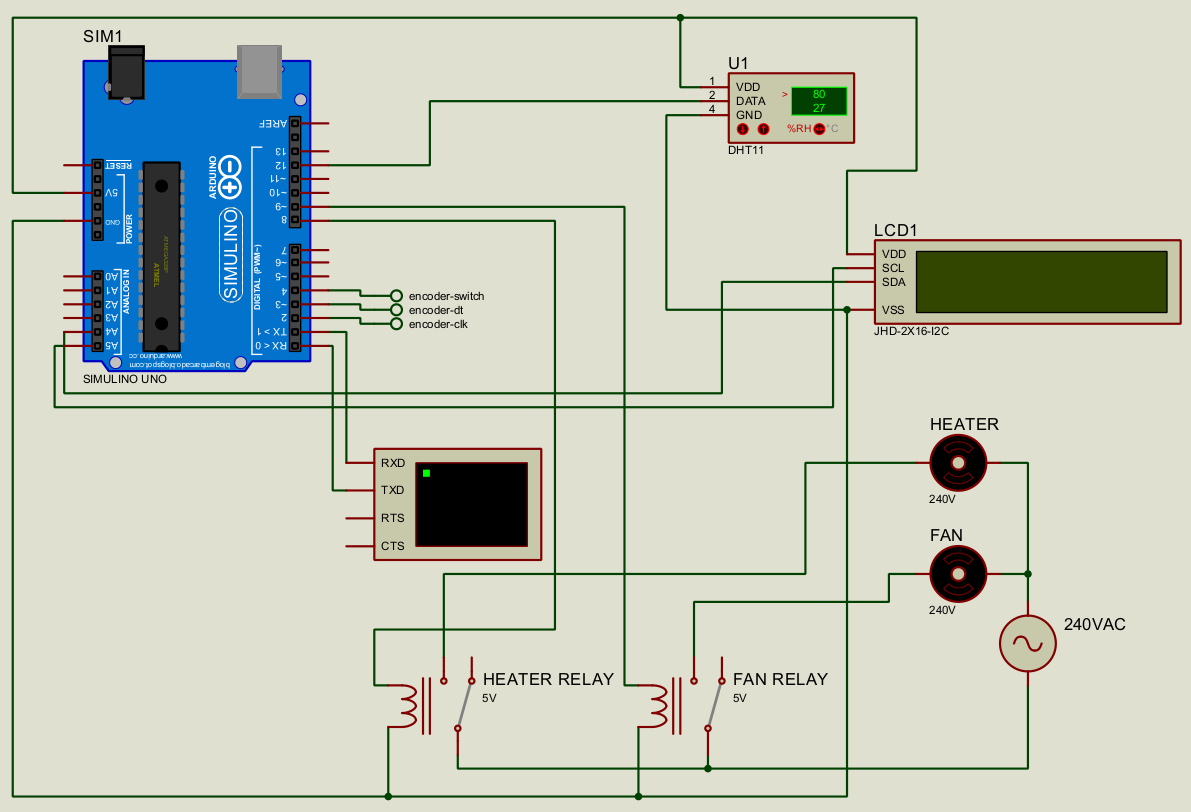 SIM1
AREF
13
12
~11
~10
~9
8
7
~6
~5
4
~3
2
TX > 1
RX < 0
RESET
5V
GND
POWER
A0
A1
A2
A3
A4
A5
ANALOG IN
ARDUINO
SIMULINO
DIGITAL (PWM~)
ATMEGA328P
ATMEL
www.arduino.cc
blogembarcado.blogspot.com
SIMULINO UNO
encoder-switch
encoder-dt
encoder-clk
U1
1
2
4
VDD
DATA
GND
>
80
27
%RH
°C
DHT11
LCD1
VDD
SCL
SDA
VSS
JHD-2X16-I2C
RXD
TXD
RTS
CTS
HEATER
240V
FAN
240V
240VAC
HEATER RELAY
5V
FAN RELAY
5V